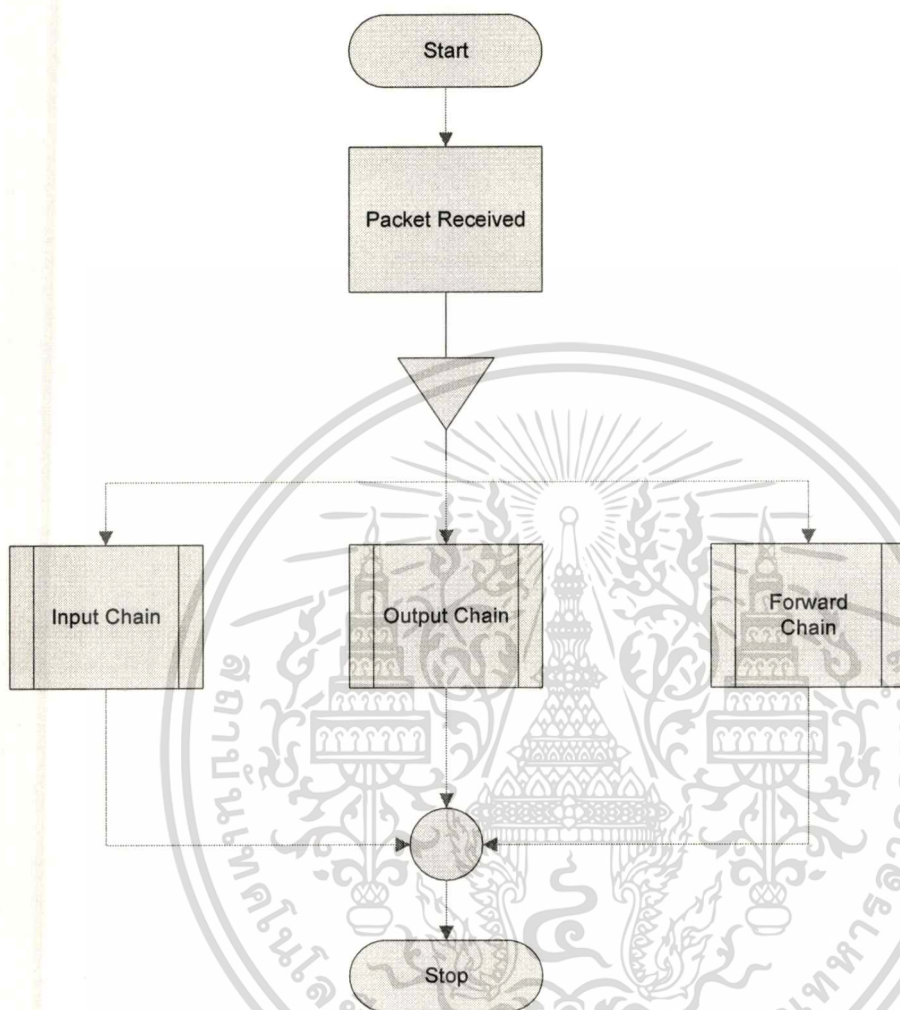 Start
Packet Received
Input Chain
Output Chain
Forward
Chain
Stop